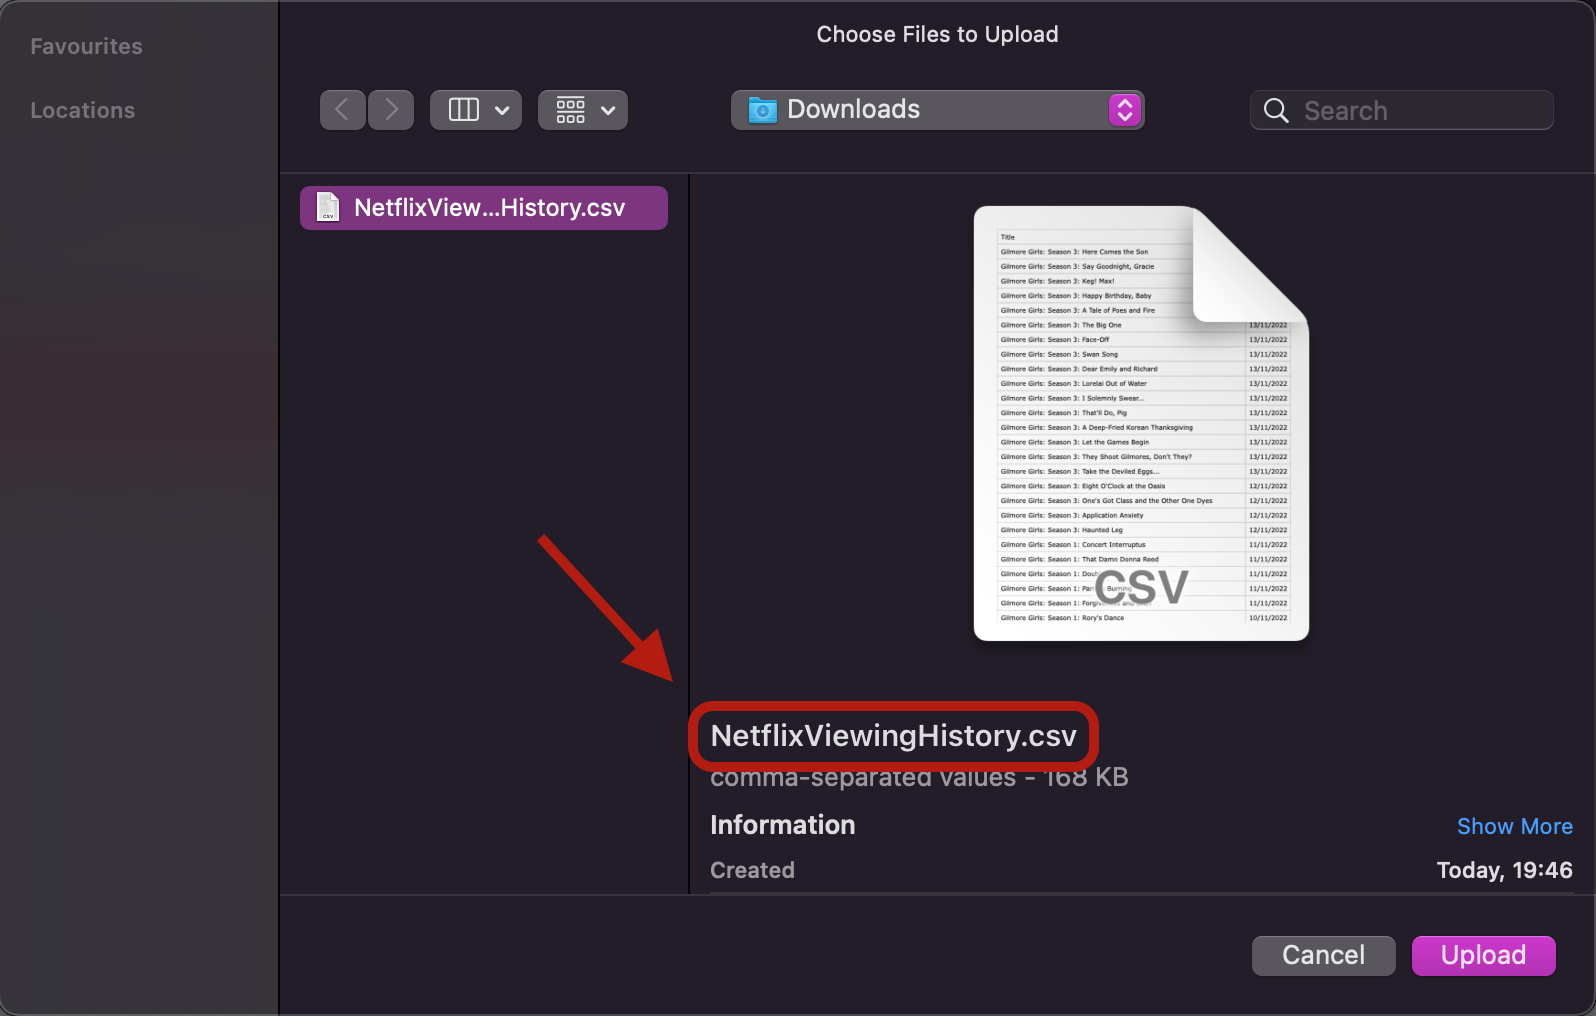 Favourites
Locations
Choose Files to Upload
Downloads
Search
NetflixView...History.csv
CSV
Title
Gilmore Girls: Season 3: Here Comes the Son
Gilmore Girls: Season 3: Say Goodnight, Gracie
Gilmore Girls: Season 3: Keg! Max!
Gilmore Girls: Season 3: Happy Birthday, Baby
Gilmore Girls: Season 3: A Tale of Poes and Fire
Gilmore Girls: Season 3: The Big One 13/11/2022
Gilmore Girls: Season 3: Face-Off 13/11/2022
Gilmore Girls: Season 3: Swan Song 13/11/2022
Gilmore Girls: Season 3: Dear Emily and Richard 13/11/2022
Gilmore Girls: Season 3: Lorelai Out of Water 13/11/2022
Gilmore Girls: Season 3: I Solemnly Swear... 13/11/2022
Gilmore Girls: Season 3: That'll Do, Pig 13/11/2022
Gilmore Girls: Season 3: A Deep-Fried Korean Thanksgiving 13/11/2022
Gilmore Girls: Season 3: Let the Games Begin 13/11/2022
Gilmore Girls: Season 3: They Shoot Gilmores, Don't They? 13/11/2022
Gilmore Girls: Season 3: Take the Deviled Eggs... 13/11/2022
Gilmore Girls: Season 3: Eight O'Clock at the Oasis 12/11/2022
Gilmore Girls: Season 3: One's Got Class and the Other One Dyes 12/11/2022
Gilmore Girls: Season 3: Application Anxiety 12/11/2022
Gilmore Girls: Season 3: Haunted Leg 12/11/2022
Gilmore Girls: Season 1: Concert Interruptus 11/11/2022
Gilmore Girls: Season 1: That Damn Donna Reed 11/11/2022
Gilmore Girls: Season 1: 11/11/2022
Gilmore Girls: Season 1: Burning 11/11/2022
Gilmore Girls: Season 1: and 11/11/2022
Gilmore Girls: Season 1: Rory's Dance 10/11/2022
CSV
NetflixViewingHistory.csv
comma-separated values - 168 KB
Information
Show More
Created
Today, 19:46
Cancel
Upload